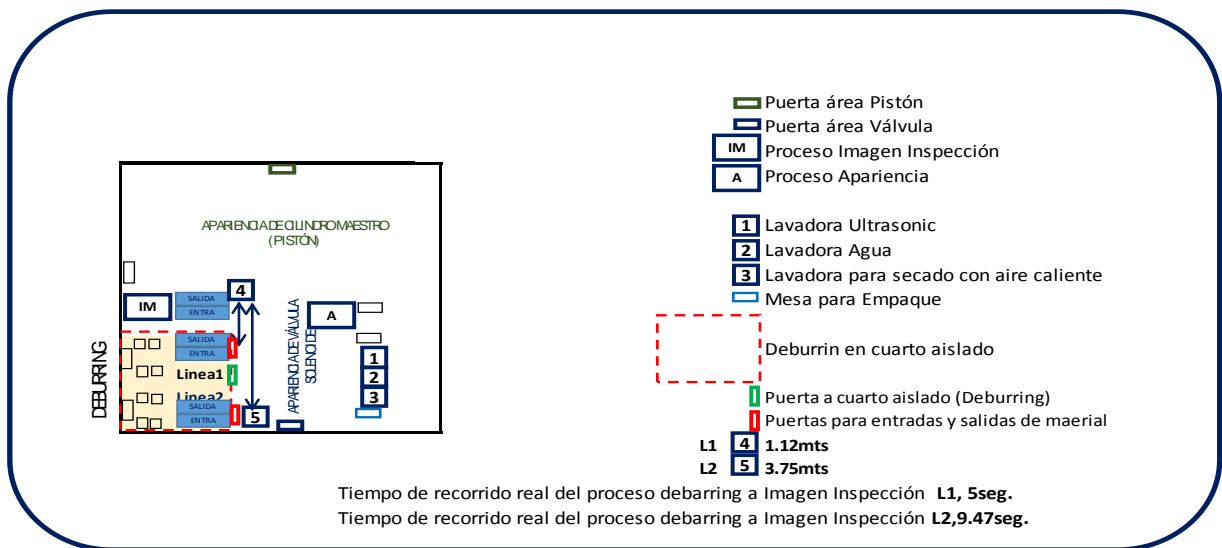 Puerta área Pistón
Puerta área Válvula
IM Proceso Imagen Inspección
A Proceso Apariencia
1 Lavadora Ultrasonic
2 Lavadora Agua
3 Lavadora para secado con aire caliente
Mesa para Empaque
Deburrin en cuarto aislado
Puerta a cuarto aislado (Deburring)
Puertas para entradas y salidas de maerial
L1 4 1.12mts
L2 5 3.75mts
APARIENCIA DE CILINDRO MAESTRO
(PISTÓN)
4
SALIDA
IM
ENTRA
A
SALIDA
ENTRA
Linea1
Linea2
SALIDA
ENTRA
5
1
2
3
DEBURRING
APARIENCIA DE VÁLVULA
SOLENOIDE
Tiempo de recorrido real del proceso debarring a Imagen Inspección L1, 5seg.
Tiempo de recorrido real del proceso debarring a Imagen Inspección L2,9.47seg.